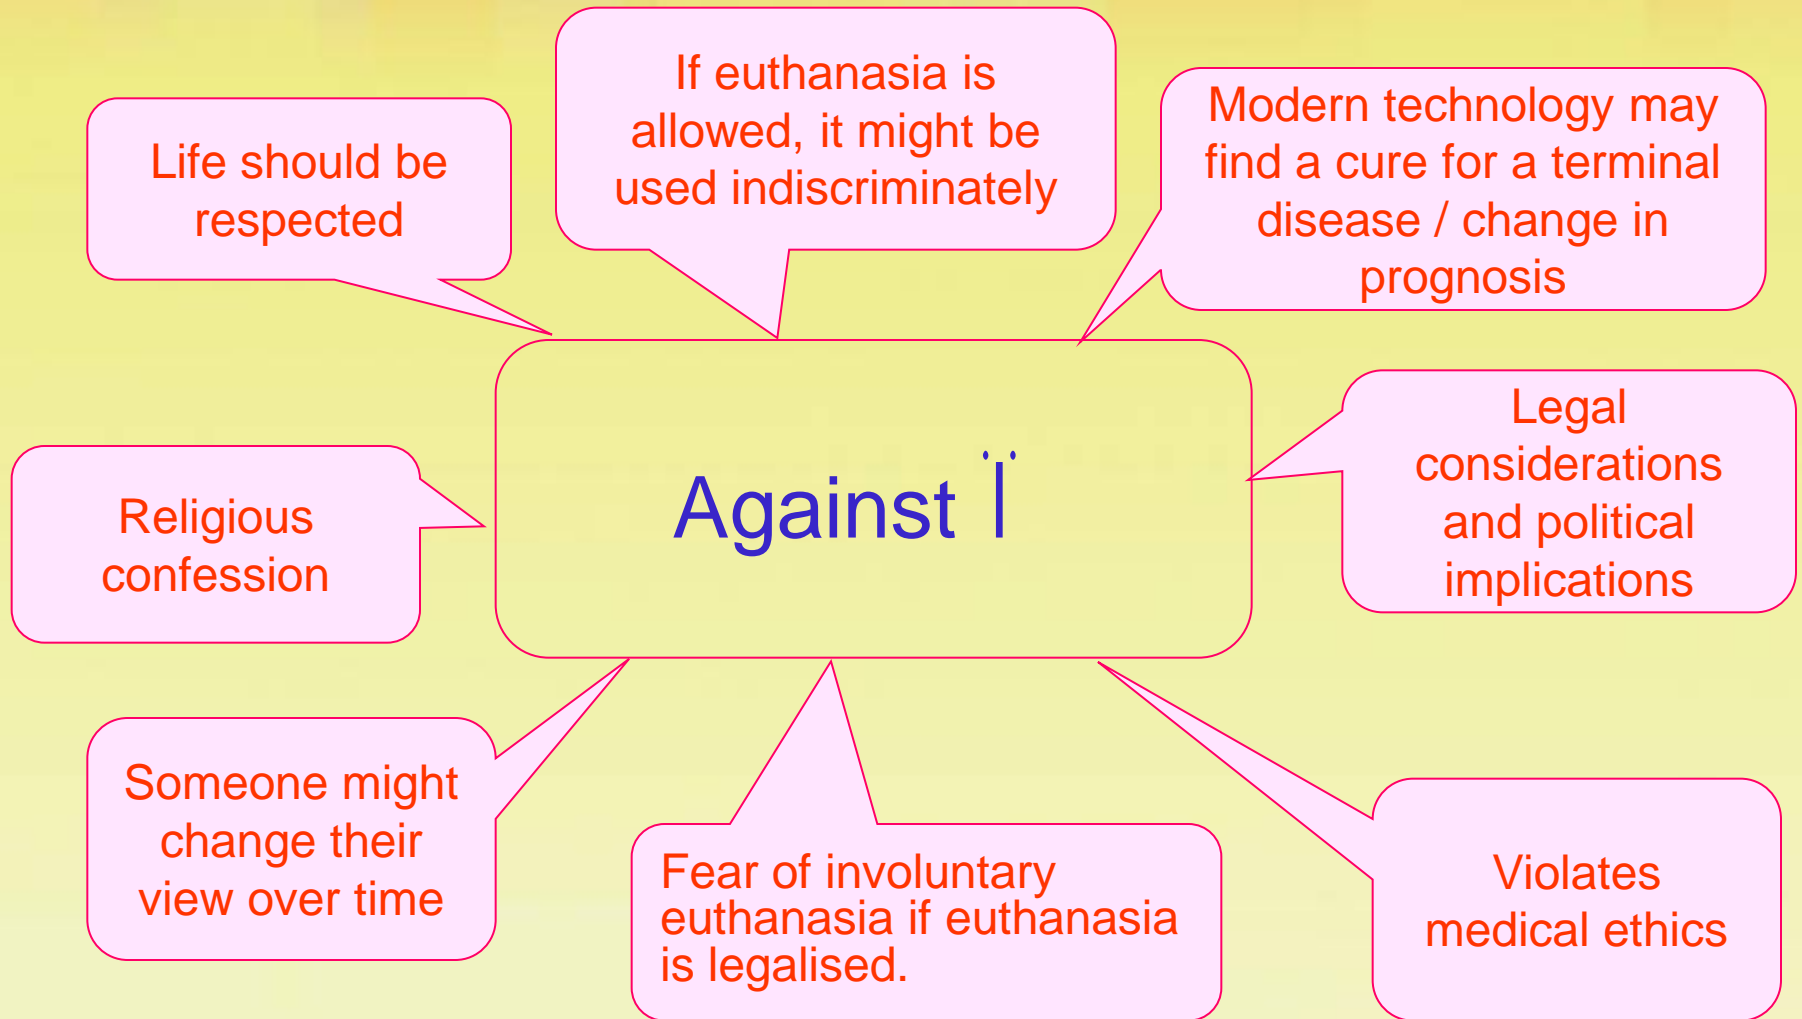 If euthanasia is
allowed, it might be
used indiscriminately
Modern technology may
find a cure for a terminal
disease / change in
prognosis
Life should be
respected
Legal
considerations
and political
implications
Against Ï
Religious
confession
Someone might
change their
view over time
Fear of involuntary
euthanasia if euthanasia
is legalised.
Violates
medical ethics